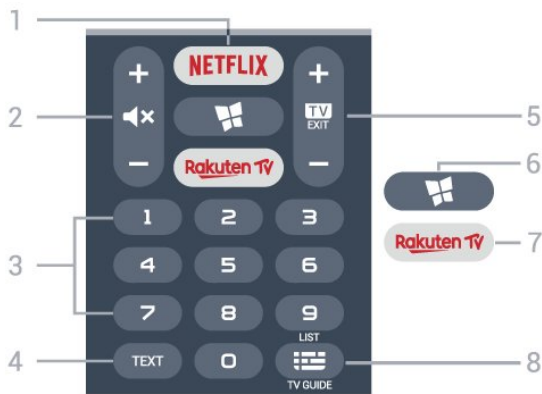 1
NETFLIX
+ +
2
TV
EXIT
5
- -
6
Rakuten TV
1 2 3
Rakuten TV
7
3
4 5 6
7 8 9
LIST
4
TEXT
0
8
TV GUIDE